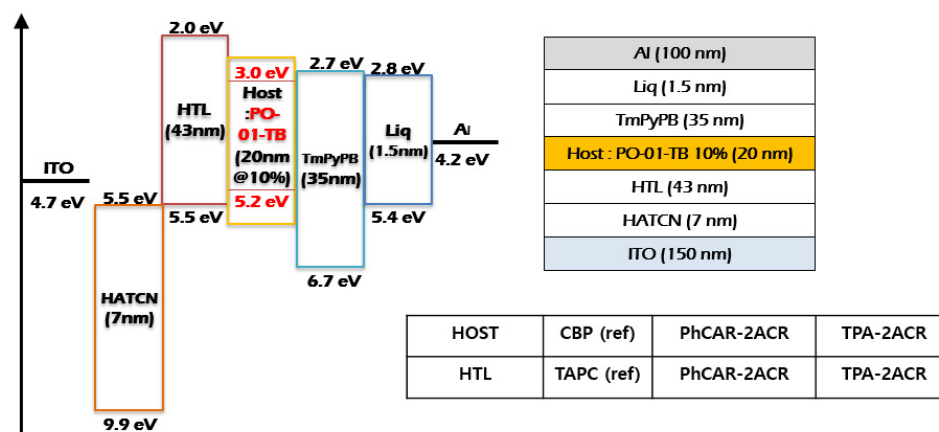 2.0 eV
3.0 eV
2.7 eV
2.8 eV
HTL
(43nm)
Host
:PO-
01-TB
(20nm
@10%)
TmPyPB
(35nm)
Liq
(1.5nm)
Al
4.2 eV
ITO
4.7 eV
5.5 eV
5.5 eV
5.2 eV
5.4 eV
6.7 eV
HATCN
(7nm)
9.9 eV
Al (100 nm)
Liq (1.5 nm)
TmPyPB (35 nm)
Host : PO-01-TB 10% (20 nm)
HTL (43 nm)
HATCN (7 nm)
ITO (150 nm)
HOST CBP (ref) PhCAR-2ACR TPA-2ACR
HTL TAPC (ref) PhCAR-2ACR TPA-2ACR